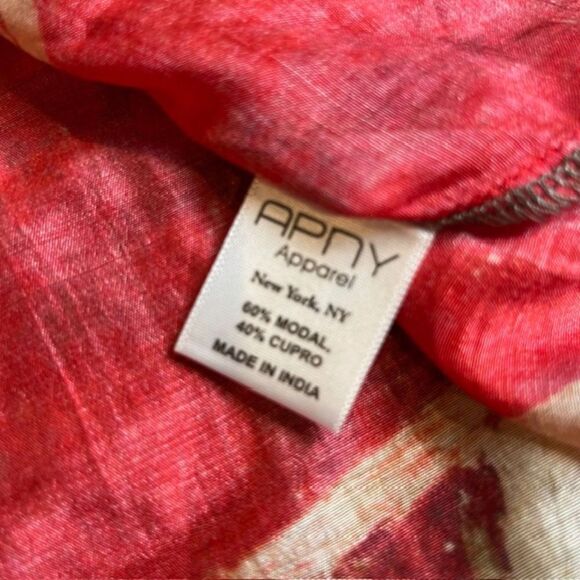 APNY
Apparel
New York, NY
60% MODAL,
40% CUPRO
MADE IN INDIA